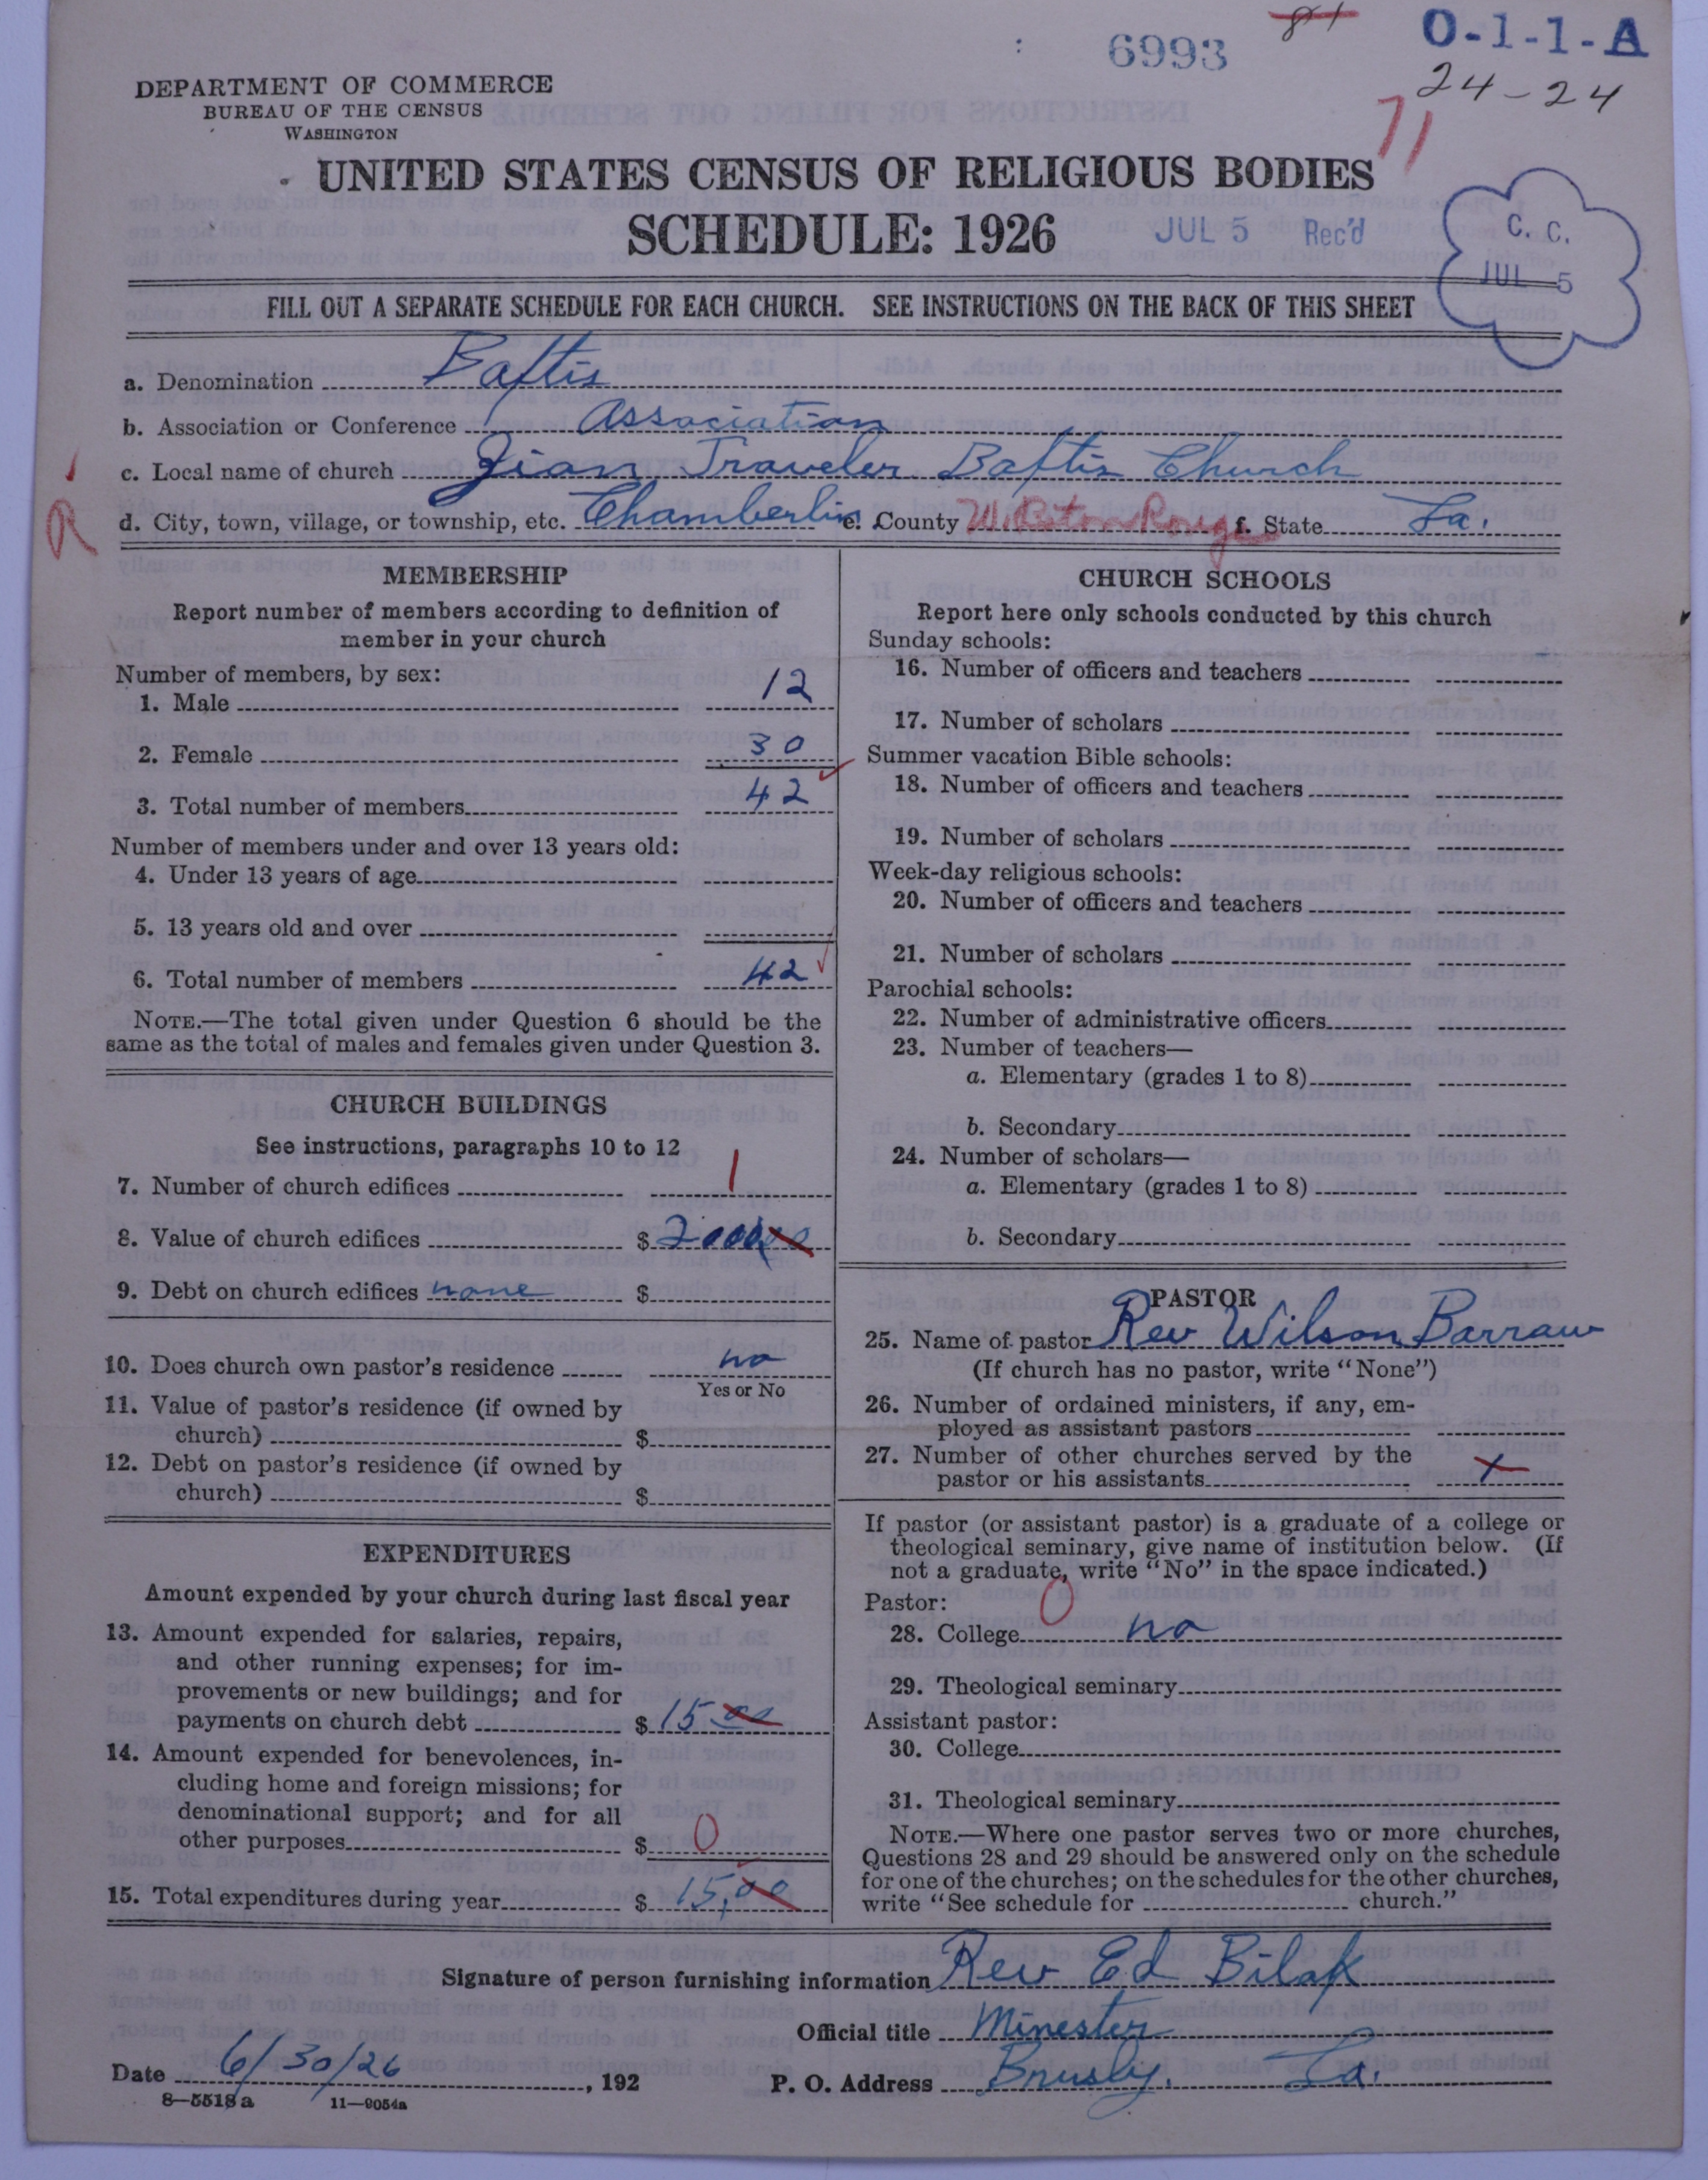 6993
81
O-1-1-A
24-24
71
DEPARTMENT OF COMMERCE
BUREAU OF THE CENSUS
WASHINGTON
UNITED STATES CENSUS OF RELIGIOUS BODIES
SCHEDULE: 1926
JUL 5 Rec'd
C. C.
JUL 5
FILL OUT A SEPARATE SCHEDULE FOR EACH CHURCH. SEE INSTRUCTIONS ON THE BACK OF THIS SHEET
a. Denomination Baptis
b. Association or Conference Association
c. Local name of church Zion Traveler Baptis Church
R
d. City, town, village, or township, etc. Chamberlin e. County W. Baton Rouge f. State La.
MEMBERSHIP
Report number of members according to definition of
member in your church
Number of members, by sex:
1. Male 12
2. Female 30
3. Total number of members 42
Number of members under and over 13 years old:
4. Under 13 years of age
5. 13 years old and over
6. Total number of members 42
NOTE.—The total given under Question 6 should be the
same as the total of males and females given under Question 3.
CHURCH BUILDINGS
See instructions, paragraphs 10 to 12
7. Number of church edifices 1
8. Value of church edifices $ 2000
9. Debt on church edifices none $
10. Does church own pastor's residence no
Yes or No
11. Value of pastor's residence (if owned by
church) $
12. Debt on pastor's residence (if owned by
church) $
EXPENDITURES
Amount expended by your church during last fiscal year
13. Amount expended for salaries, repairs,
and other running expenses; for im-
provements or new buildings; and for
payments on church debt $ 15 00
14. Amount expended for benevolences, in-
cluding home and foreign missions; for
denominational support; and for all
other purposes $ 0
15. Total expenditures during year $ 15,00
CHURCH SCHOOLS
Report here only schools conducted by this church
Sunday schools:
16. Number of officers and teachers
17. Number of scholars
Summer vacation Bible schools:
18. Number of officers and teachers
19. Number of scholars
Week-day religious schools:
20. Number of officers and teachers
21. Number of scholars
Parochial schools:
22. Number of administrative officers
23. Number of teachers—
a. Elementary (grades 1 to 8)
b. Secondary
24. Number of scholars—
a. Elementary (grades 1 to 8)
b. Secondary
PASTOR
25. Name of pastor Rev Wilson Barraw
(If church has no pastor, write "None")
26. Number of ordained ministers, if any, em-
ployed as assistant pastors
27. Number of other churches served by the
pastor or his assistants
If pastor (or assistant pastor) is a graduate of a college or
theological seminary, give name of institution below. (If
not a graduate, write "No" in the space indicated.)
Pastor: 0
28. College no
29. Theological seminary
Assistant pastor:
30. College
31. Theological seminary
NOTE.—Where one pastor serves two or more churches,
Questions 28 and 29 should be answered only on the schedule
for one of the churches; on the schedules for the other churches,
write "See schedule for church."
Signature of person furnishing information Rev Ed Bilap
Official title Minester
Date 6/30/26, 192
P. O. Address Brusly. La.
8-5518 a 11-9054a